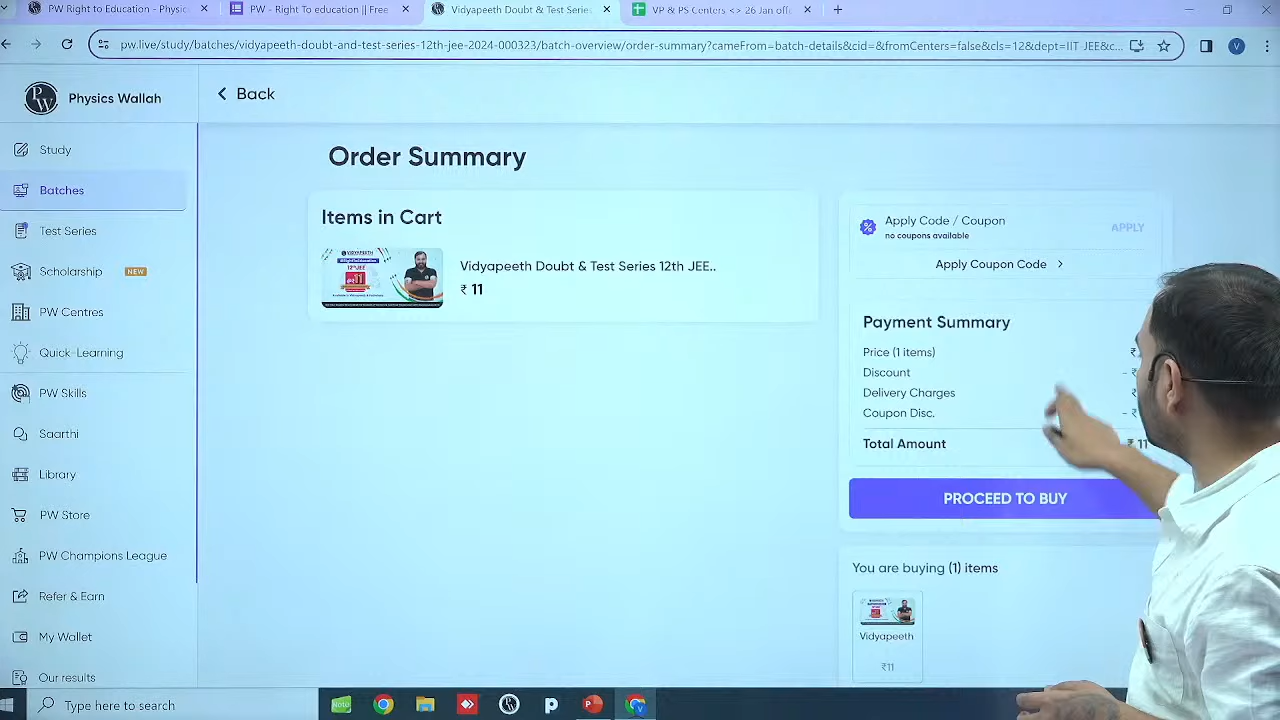 PW Right to Education - Physic
PW - Right To education || Free
Vidyapeeth Doubt & Test Serie
VP & PS Centers <> 26 Jan off
pw.live/study/batches/vidyapeeth-doubt-and-test-series-12th-jee-2024-000323/batch-overview/order-summary?cameFrom=batch-details&cid=&fromCenters=false&cls=12&dept=IIT-JEE&c...
V
PW
Physics Wallah
Back
Study
Batches
Test Series
Scholarship NEW
PW Centres
Quick-Learning
PW Skills
Saarthi
Library
PW Store
PW Champions League
Refer & Earn
My Wallet
Our results
Order Summary
Items in Cart
VIDYAPEETH
12th JEE
Vidyapeeth Doubt & Test Series 12th JEE..
₹ 11
Apply Code / Coupon
no coupons available
APPLY
Apply Coupon Code
Payment Summary
Price (1 items) ₹
Discount - ₹
Delivery Charges ₹
Coupon Disc. - ₹
Total Amount ₹ 11
PROCEED TO BUY
You are buying (1) items
Vidyapeeth
₹11
Type here to search